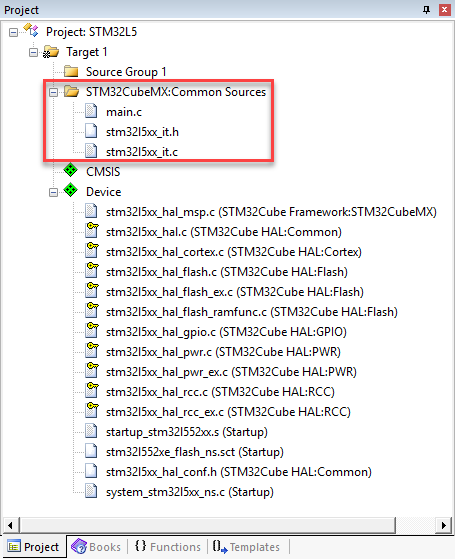 Project
Project: STM32L5
Target 1
Source Group 1
STM32CubeMX:Common Sources
main.c
stm32l5xx_it.h
stm32l5xx_it.c
CMSIS
Device
stm32l5xx_hal_msp.c (STM32Cube Framework:STM32CubeMX)
stm32l5xx_hal.c (STM32Cube HAL:Common)
stm32l5xx_hal_cortex.c (STM32Cube HAL:Cortex)
stm32l5xx_hal_flash.c (STM32Cube HAL:Flash)
stm32l5xx_hal_flash_ex.c (STM32Cube HAL:Flash)
stm32l5xx_hal_flash_ramfunc.c (STM32Cube HAL:Flash)
stm32l5xx_hal_gpio.c (STM32Cube HAL:GPIO)
stm32l5xx_hal_pwr.c (STM32Cube HAL:PWR)
stm32l5xx_hal_pwr_ex.c (STM32Cube HAL:PWR)
stm32l5xx_hal_rcc.c (STM32Cube HAL:RCC)
stm32l5xx_hal_rcc_ex.c (STM32Cube HAL:RCC)
startup_stm32l552xx.s (Startup)
stm32l552xe_flash_ns.sct (Startup)
stm32l5xx_hal_conf.h (STM32Cube HAL:Common)
system_stm32l5xx_ns.c (Startup)
Project Books {} Functions 0 Templates